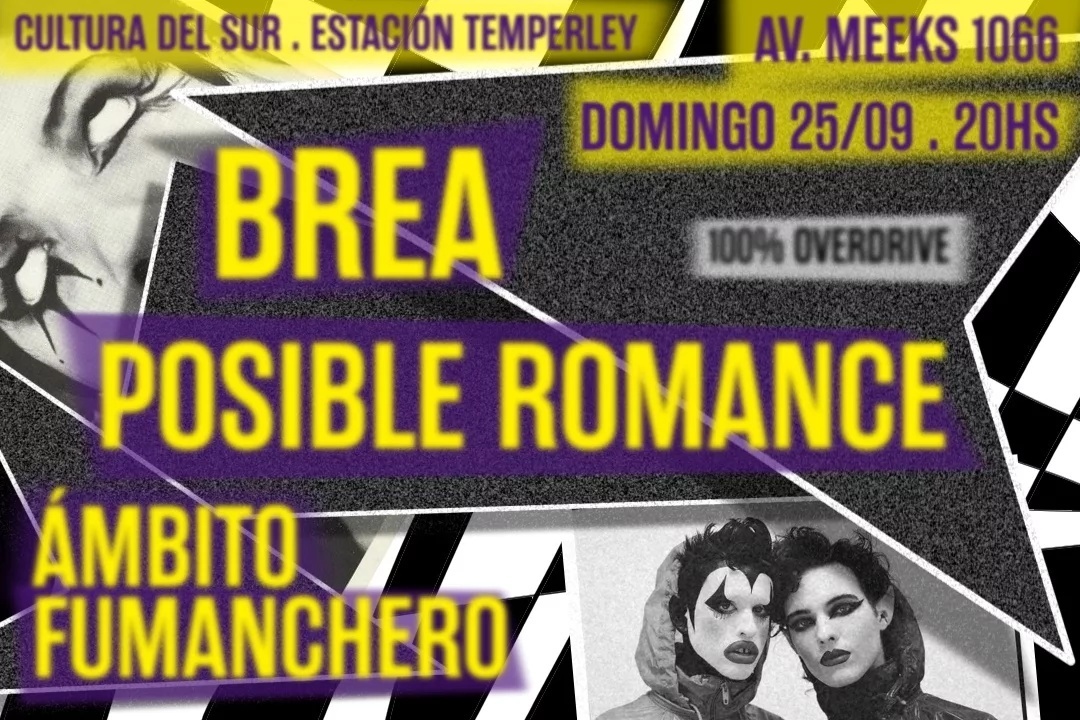 CULTURA DEL SUR . ESTACIÓN TEMPERLEY
AV. MEEKS 1066
DOMINGO 25/09 . 20HS
BREA
100% OVERDRIVE
POSIBLE ROMANCE
ÁMBITO
FUMANCHERO